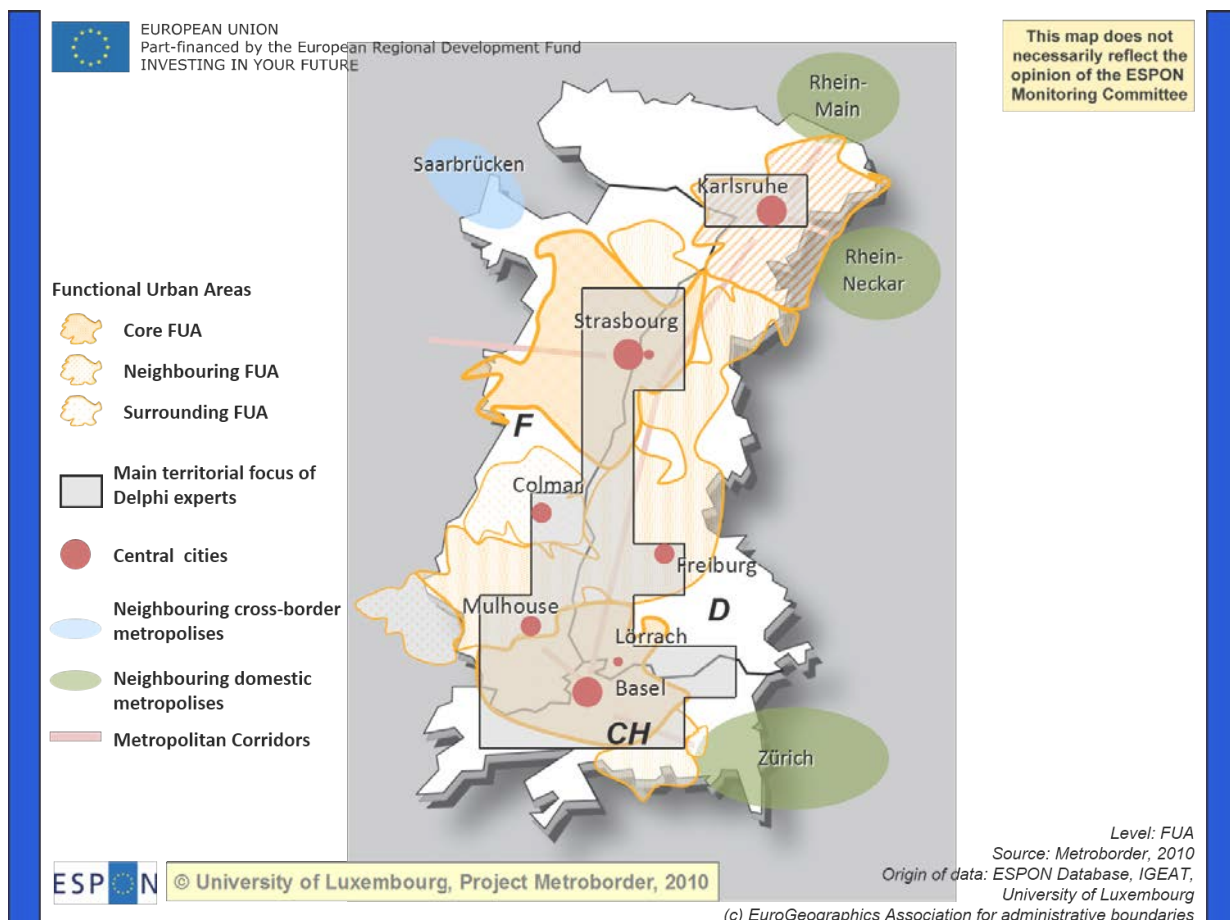 EUROPEAN UNION
Part-financed by the European Regional Development Fund
INVESTING IN YOUR FUTURE
This map does not
necessarily reflect the
opinion of the ESPON
Monitoring Committee
Rhein-
Main
Saarbrücken
Karlsruhe
Rhein-
Neckar
Functional Urban Areas
Core FUA
Neighbouring FUA
Surrounding FUA
Main territorial focus of
Delphi experts
Central cities
Neighbouring cross-border
metropolises
Neighbouring domestic
metropolises
Metropolitan Corridors
Strasbourg
F
Colmar
Freiburg
Mulhouse
D
Lörrach
Basel
CH
Zürich
Level: FUA
Source: Metroborder, 2010
Origin of data: ESPON Database, IGEAT,
University of Luxembourg
(c) EuroGeographics Association for administrative boundaries
ESPON
© University of Luxembourg, Project Metroborder, 2010